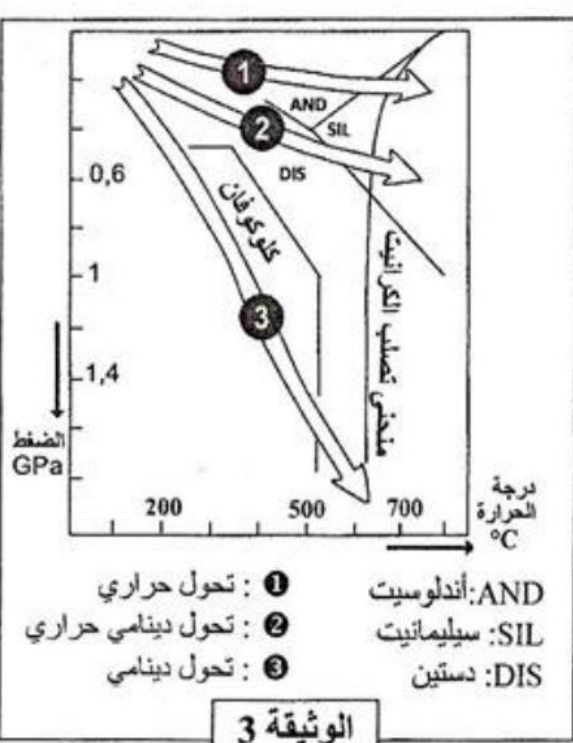 1
AND
2
SIL
DIS
0,6
كلوكوفان
1
منحنى تصلب الكرانيت
3
1,4
الضغط
GPa
200
500
700
درجة
الحرارة
°C
AND:أندلوسيت
❶ : تحول حراري
SIL: سيليمانيت
❷ : تحول دينامي حراري
DIS: دستين
❸ : تحول دينامي
الوثيقة 3